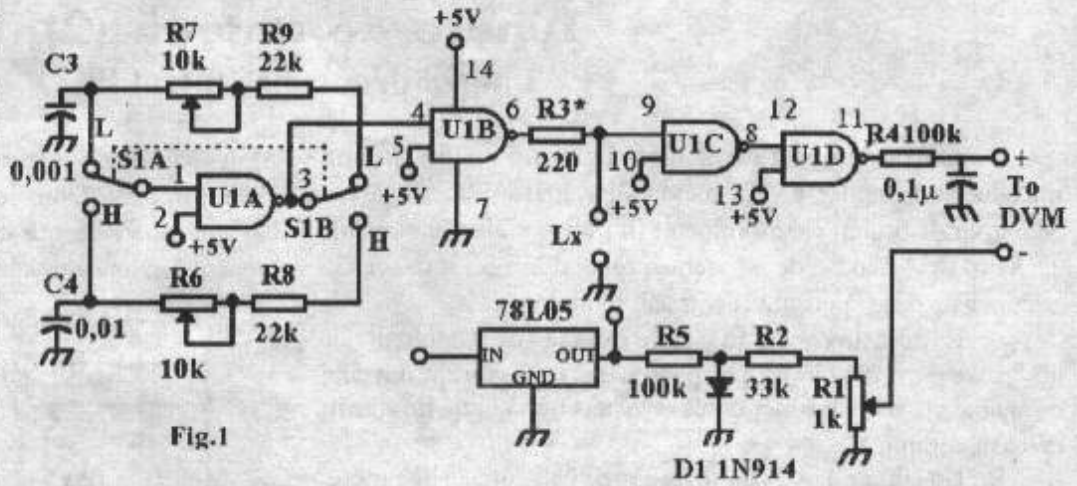 +5V
R7
10k
R9
22k
C3
14
4
U1B
6
R3*
220
9
U1C
8
12
U1D
11
R4100k
+
L
S1A
0,001
1
U1A
3
L
5
+5V
10
+5V
13
+5V
0,1μ
To
DVM
-
H
2
+5V
S1B
H
7
Lx
C4
0,01
R6
10k
R8
22k
78L05
IN
OUT
GND
R5
100k
R2
33k
R1
1k
D1 1N914
Fig.1